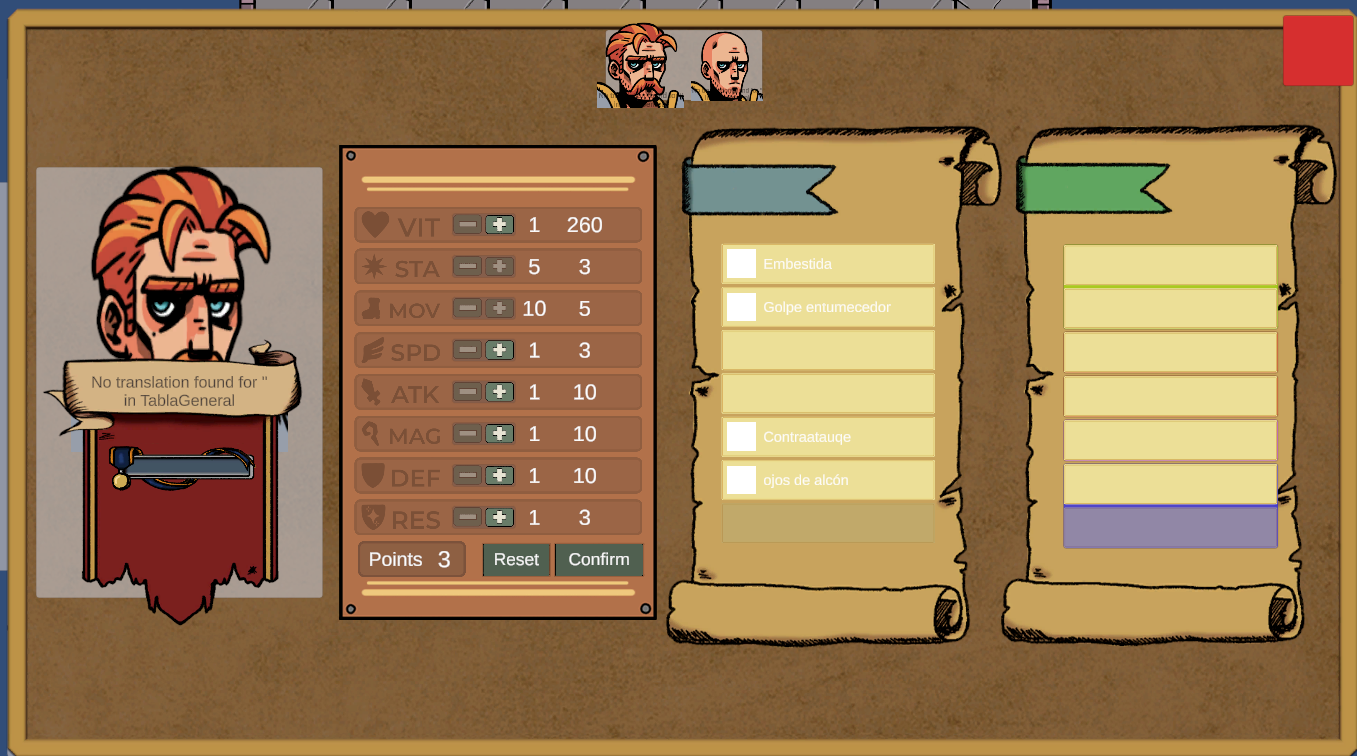 No translation found for "
in TablaGeneral
VIT 1 260
STA 5 3
MOV 10 5
SPD 1 3
ATK 1 10
MAG 1 10
DEF 1 10
RES 1 3
Points 3 Reset Confirm
Embestida
Golpe entumecedor
Contraatauqe
ojos de alcón